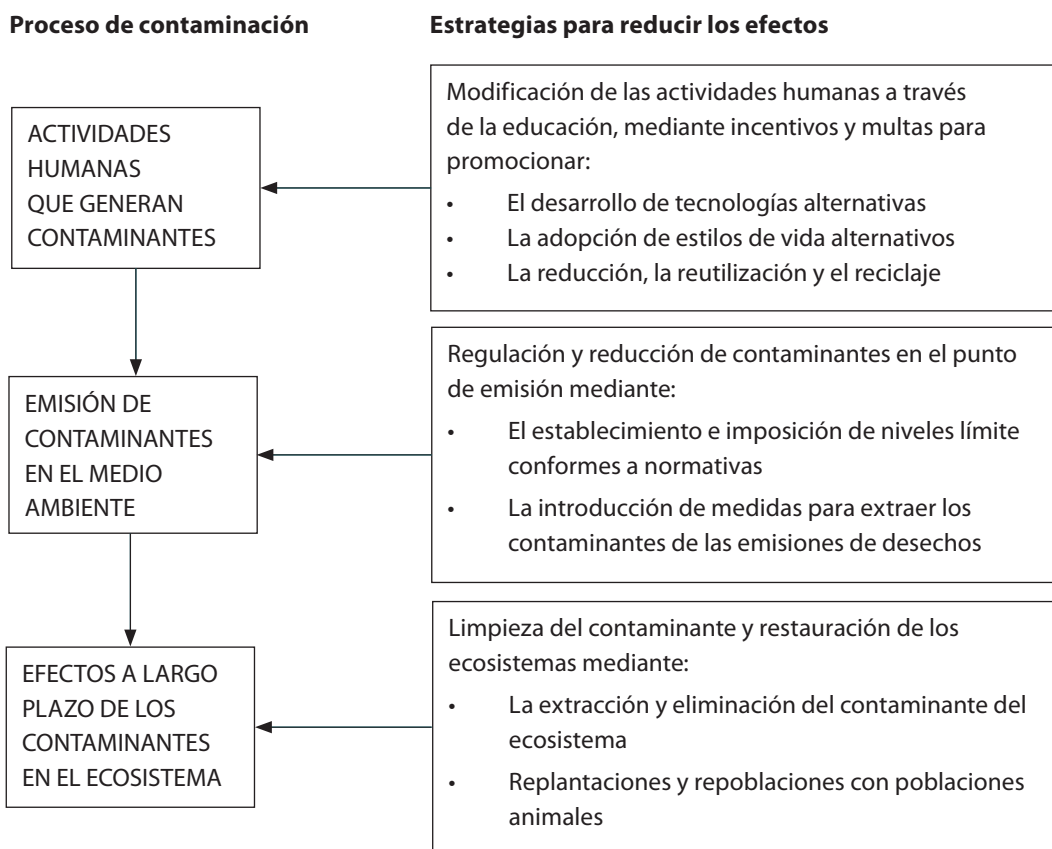 Proceso de contaminación
Estrategias para reducir los efectos
ACTIVIDADES
HUMANAS
QUE GENERAN
CONTAMINANTES
Modificación de las actividades humanas a través
de la educación, mediante incentivos y multas para
promocionar:
• El desarrollo de tecnologías alternativas
• La adopción de estilos de vida alternativos
• La reducción, la reutilización y el reciclaje
EMISIÓN DE
CONTAMINANTES
EN EL MEDIO
AMBIENTE
Regulación y reducción de contaminantes en el punto
de emisión mediante:
• El establecimiento e imposición de niveles límite
conformes a normativas
• La introducción de medidas para extraer los
contaminantes de las emisiones de desechos
EFECTOS A LARGO
PLAZO DE LOS
CONTAMINANTES
EN EL ECOSISTEMA
Limpieza del contaminante y restauración de los
ecosistemas mediante:
• La extracción y eliminación del contaminante del
ecosistema
• Replantaciones y repoblaciones con poblaciones
animales